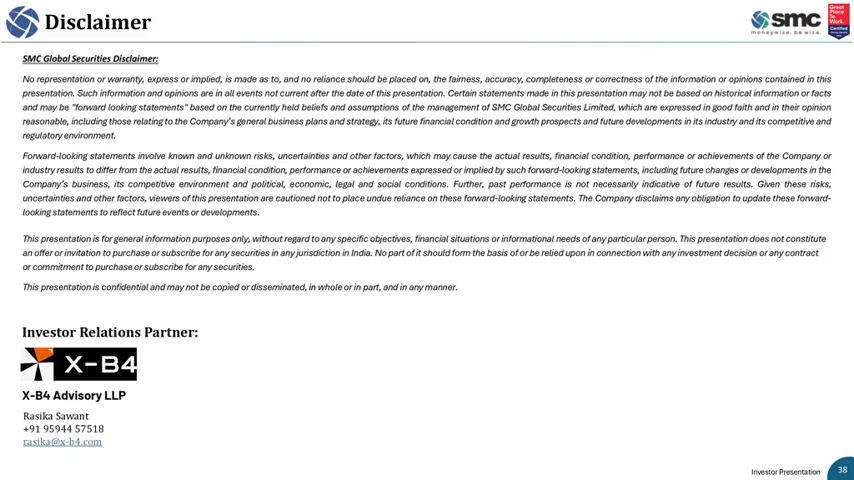 Disclaimer
smc
moneywise. be wise.
Great
Place
To
Work.
Certified
SMC Global Securities Disclaimer:
No representation or warranty, express or implied, is made as to, and no reliance should be placed on, the fairness, accuracy, completeness or correctness of the information or opinions contained in this
presentation. Such information and opinions are in all events not current after the date of this presentation. Certain statements made in this presentation may not be based on historical information or facts
and may be "forward looking statements" based on the currently held beliefs and assumptions of the management of SMC Global Securities Limited, which are expressed in good faith and in their opinion
reasonable, including those relating to the Company's general business plans and strategy, its future financial condition and growth prospects and future developments in its industry and its competitive and
regulatory environment.
Forward-looking statements involve known and unknown risks, uncertainties and other factors, which may cause the actual results, financial condition, performance or achievements of the Company or
industry results to differ from the actual results, financial condition, performance or achievements expressed or implied by such forward-looking statements, including future changes or developments in the
Company's business, its competitive environment and political, economic, legal and social conditions. Further, past performance is not necessarily indicative of future results. Given these risks,
uncertainties and other factors, viewers of this presentation are cautioned not to place undue reliance on these forward-looking statements. The Company disclaims any obligation to update these forward-
looking statements to reflect future events or developments.
This presentation is for general information purposes only, without regard to any specific objectives, financial situations or informational needs of any particular person. This presentation does not constitute
an offer or invitation to purchase or subscribe for any securities in any jurisdiction in India. No part of it should form the basis of or be relied upon in connection with any investment decision or any contract
or commitment to purchase or subscribe for any securities.
This presentation is confidential and may not be copied or disseminated, in whole or in part, and in any manner.
Investor Relations Partner:
X-B4
X-B4 Advisory LLP
Rasika Sawant
+91 95944 57518
rasika@x-b4.com
Investor Presentation
38